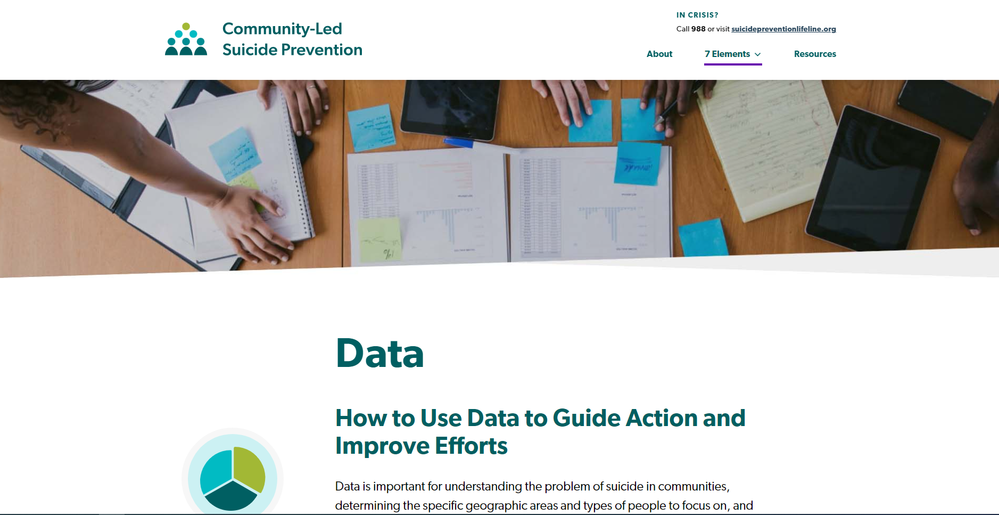 Community-Led
Suicide Prevention
IN CRISIS?
Call 988 or visit suicidepreventionlifeline.org
About
7 Elements
Resources
Data
How to Use Data to Guide Action and
Improve Efforts
Data is important for understanding the problem of suicide in communities,
determining the specific geographic areas and types of people to focus on, and